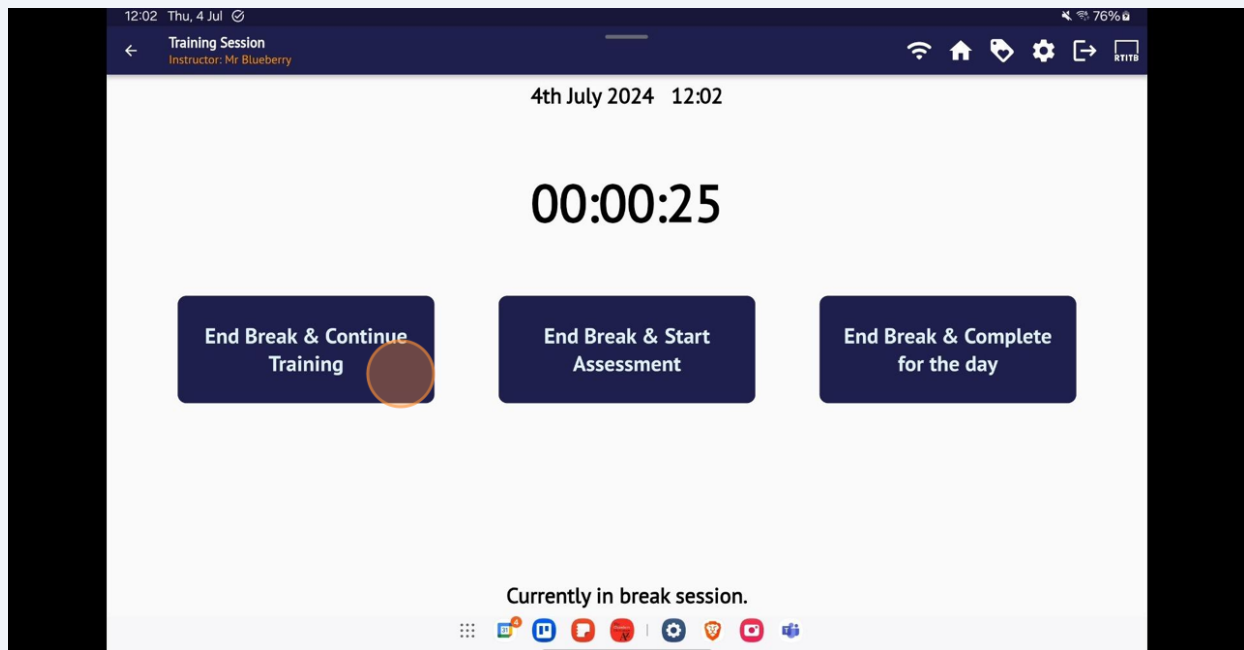 12:02 Thu, 4 Jul
76%
Training Session
Instructor: Mr Blueberry
RTITB
4th July 2024 12:02
00:00:25
End Break & Continue
Training
End Break & Start
Assessment
End Break & Complete
for the day
Currently in break session.
31
4